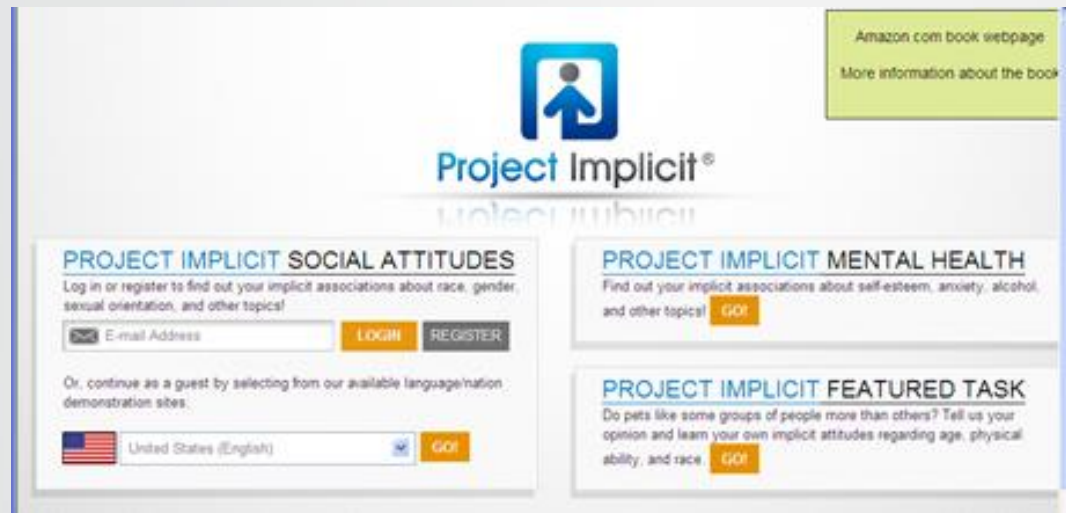 Amazon.com book webpage
More information about the book
Project Implicit®
PROJECT IMPLICIT SOCIAL ATTITUDES
Log in or register to find out your implicit associations about race, gender,
sexual orientation, and other topics!
E-mail Address
LOGIN
REGISTER
Or, continue as a guest by selecting from our available language/nation
demonstration sites.
United States (English)
GO!
PROJECT IMPLICIT MENTAL HEALTH
Find out your implicit associations about self-esteem, anxiety, alcohol,
and other topics! GO!
PROJECT IMPLICIT FEATURED TASK
Do pets like some groups of people more than others? Tell us your
opinion and learn your own implicit attitudes regarding age, physical
ability, and race. GO!